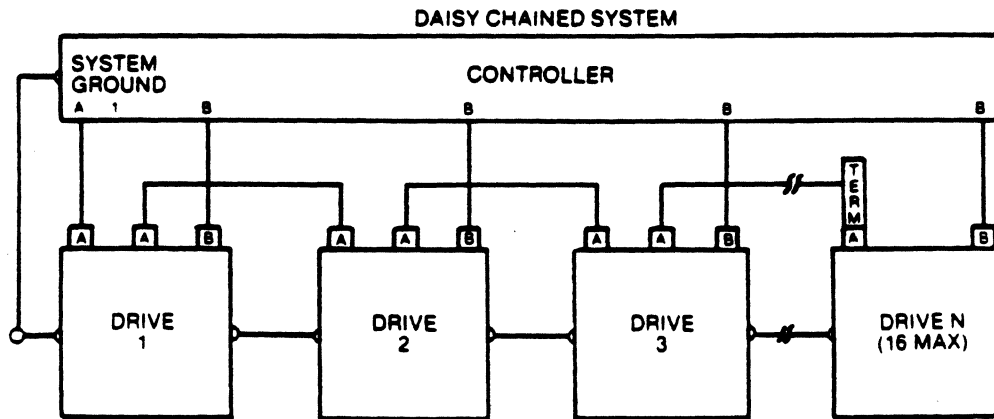 DAISY CHAINED SYSTEM
SYSTEM
GROUND
CONTROLLER
A 1 B B B B
TERM
A A B A A B A A B A B
DRIVE
1
DRIVE
2
DRIVE
3
DRIVE N
(16 MAX)